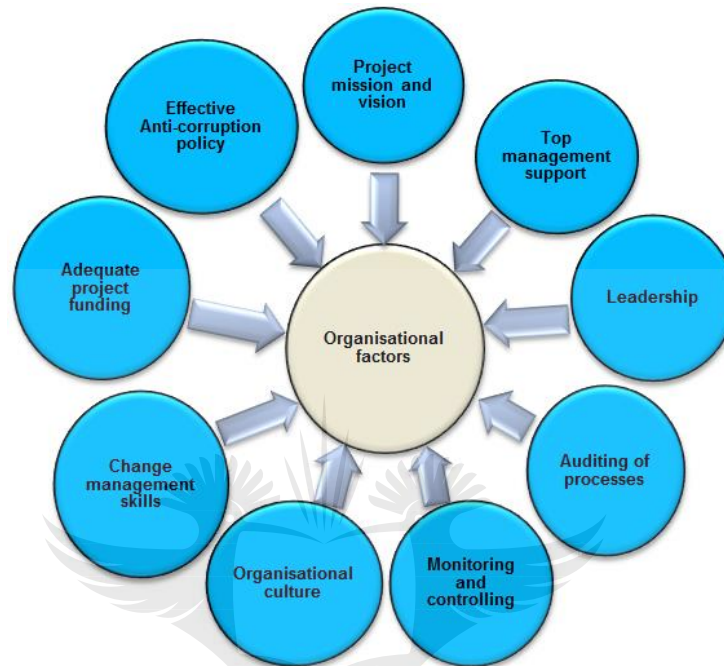 Project
mission and
vision
Effective
Anti-corruption
policy
Top
management
support
Adequate
project
funding
Leadership
Organisational
factors
Change
management
skills
Auditing of
processes
Organisational
culture
Monitoring
and
controlling